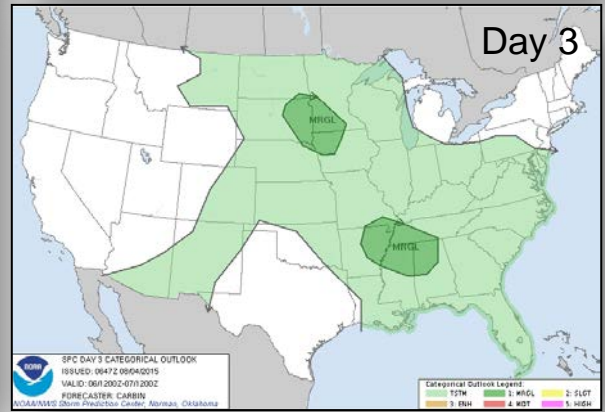 Day 3
MRGL
MRGL
NOAA
SPC DAY 3 CATEGORICAL OUTLOOK
ISSUED: 0647Z 08/04/2015
VALID: 06/1200Z-07/1200Z
FORECASTER: CARBIN
NOAA/NWS Storm Prediction Center, Norman, Oklahoma
Categorical Outlook Legend:
TSTM 1: MRGL 2: SLGT
3: ENH 4: MDT 5: HIGH